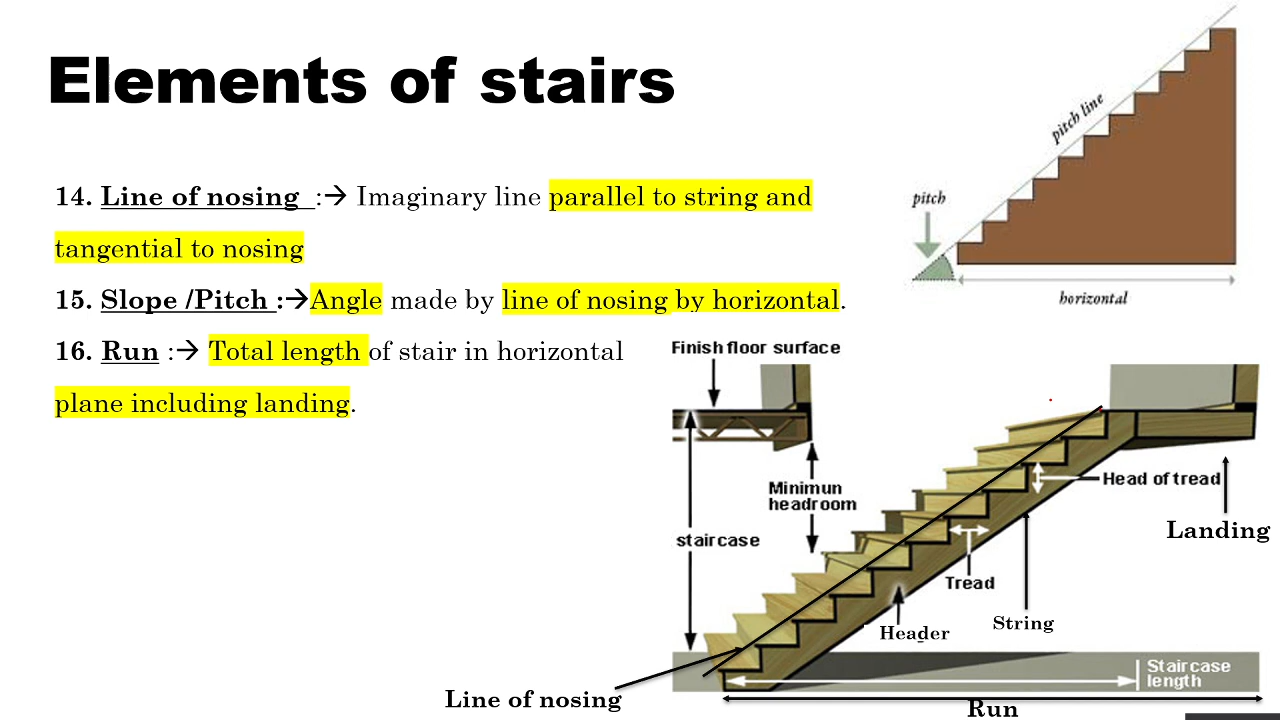 Elements of stairs
14. Line of nosing :→ Imaginary line parallel to string and
tangential to nosing
15. Slope /Pitch :→Angle made by line of nosing by horizontal.
16. Run :→ Total length of stair in horizontal
plane including landing.
pitch line
pitch
horizontal
Finish floor surface
Minimun
headroom
staircase
Head of tread
Landing
Tread
String
Header
Staircase
length
Line of nosing
Run